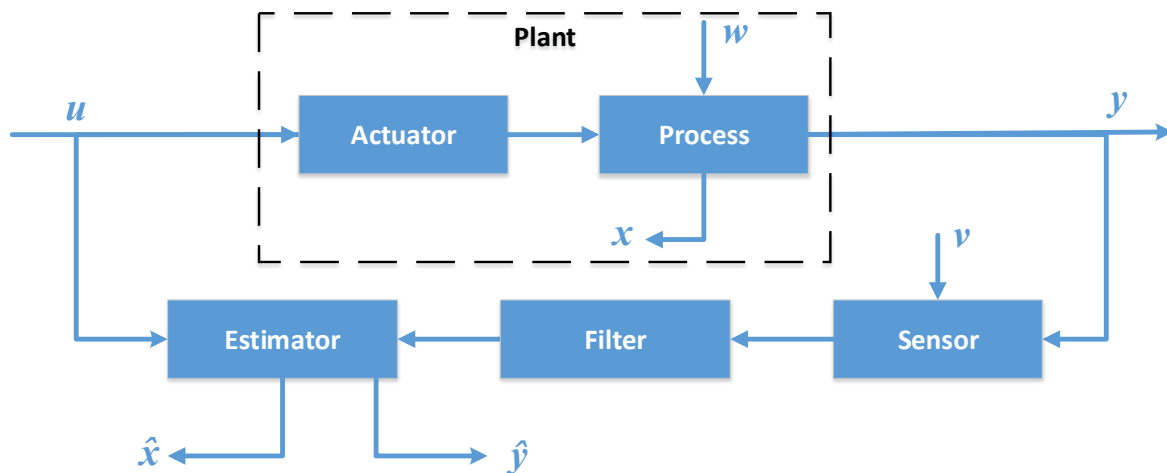 Plant
w
u
y
Actuator
Process
x
v
Estimator
Filter
Sensor
x̂
ŷ